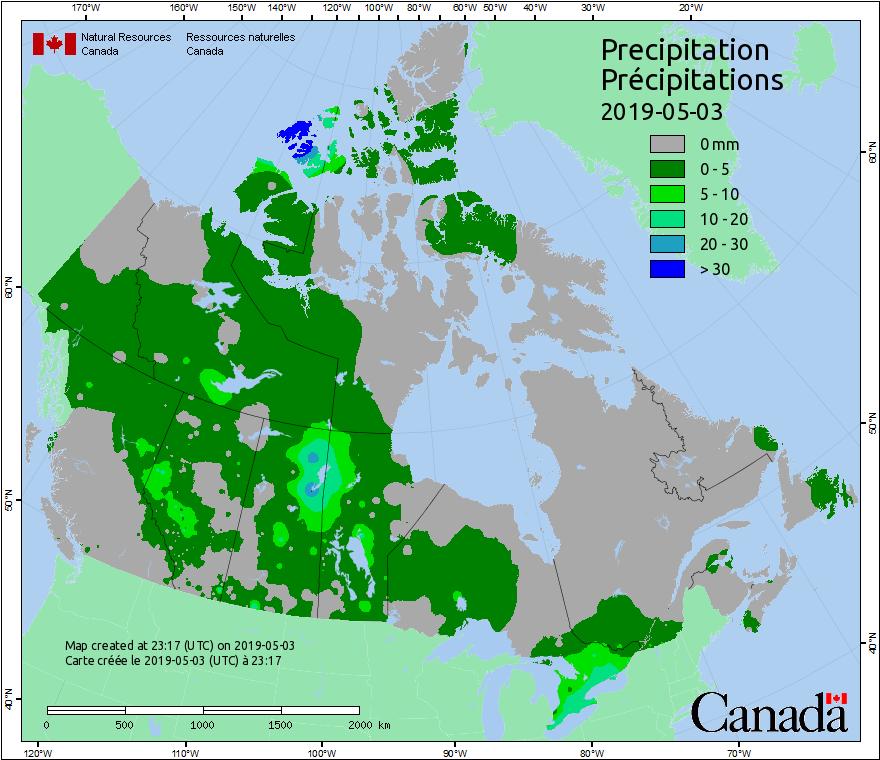 170°W 160°W 150°W 140°W 120°W 100°W 80°W 60°W 50°W 40°W 30°W 20°W
Natural Resources Ressources naturelles
Canada Canada
Precipitation
Précipitations
2019-05-03
0 mm
0 - 5
5 - 10
10 - 20
20 - 30
> 30
60°N
60°N
50°N
50°N
40°N
40°N
Map created at 23:17 (UTC) on 2019-05-03
Carte créée le 2019-05-03 (UTC) à 23:17
0 500 1000 1500 2000 km
Canada
120°W 110°W 100°W 90°W 80°W 70°W